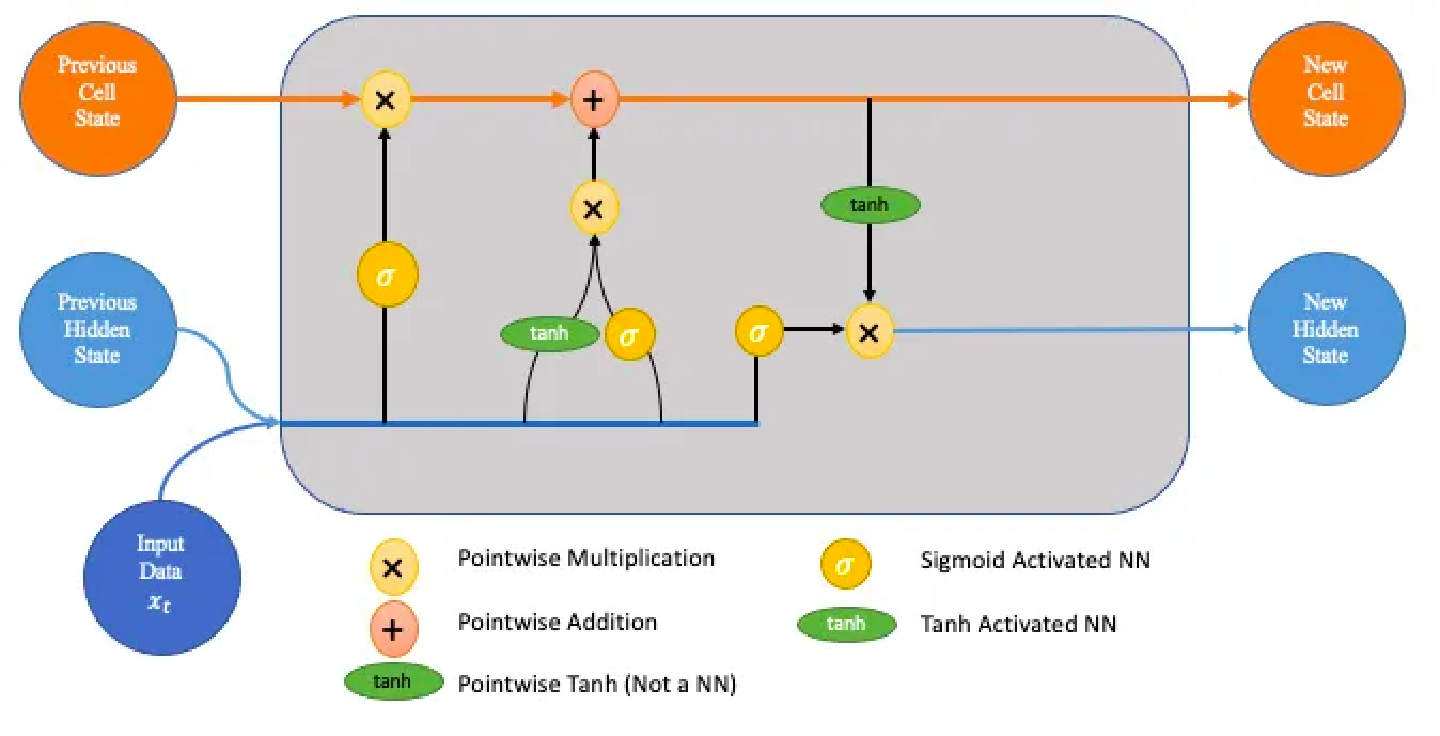 Previous
Cell
State
×
+
New
Cell
State
×
tanh
σ
Previous
Hidden
State
tanh
σ
σ
×
New
Hidden
State
Input
Data
xₜ
×
Pointwise Multiplication
σ
Sigmoid Activated NN
+
Pointwise Addition
tanh
Tanh Activated NN
tanh
Pointwise Tanh (Not a NN)